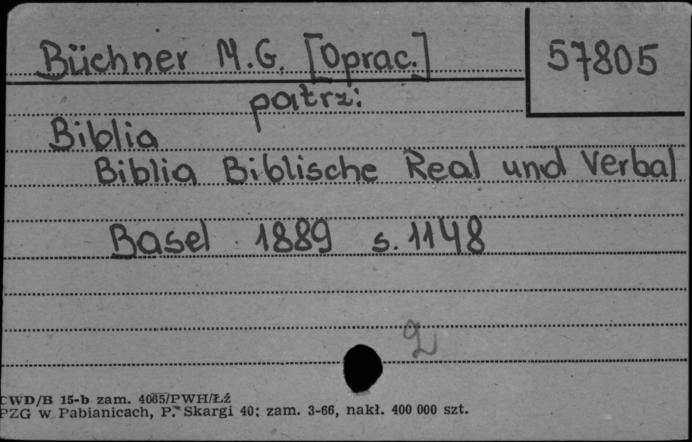 Büchner M.G. [Oprac.]
57805
patrz:
Biblia
Biblia Biblische Real und Verbal
Basel 1889 s. 1148
2
CWD/B 15-b zam. 4065/PWH/Łź
PZG w Pabianicach, P. Skargi 40; zam. 3-66, nakł. 400 000 szt.